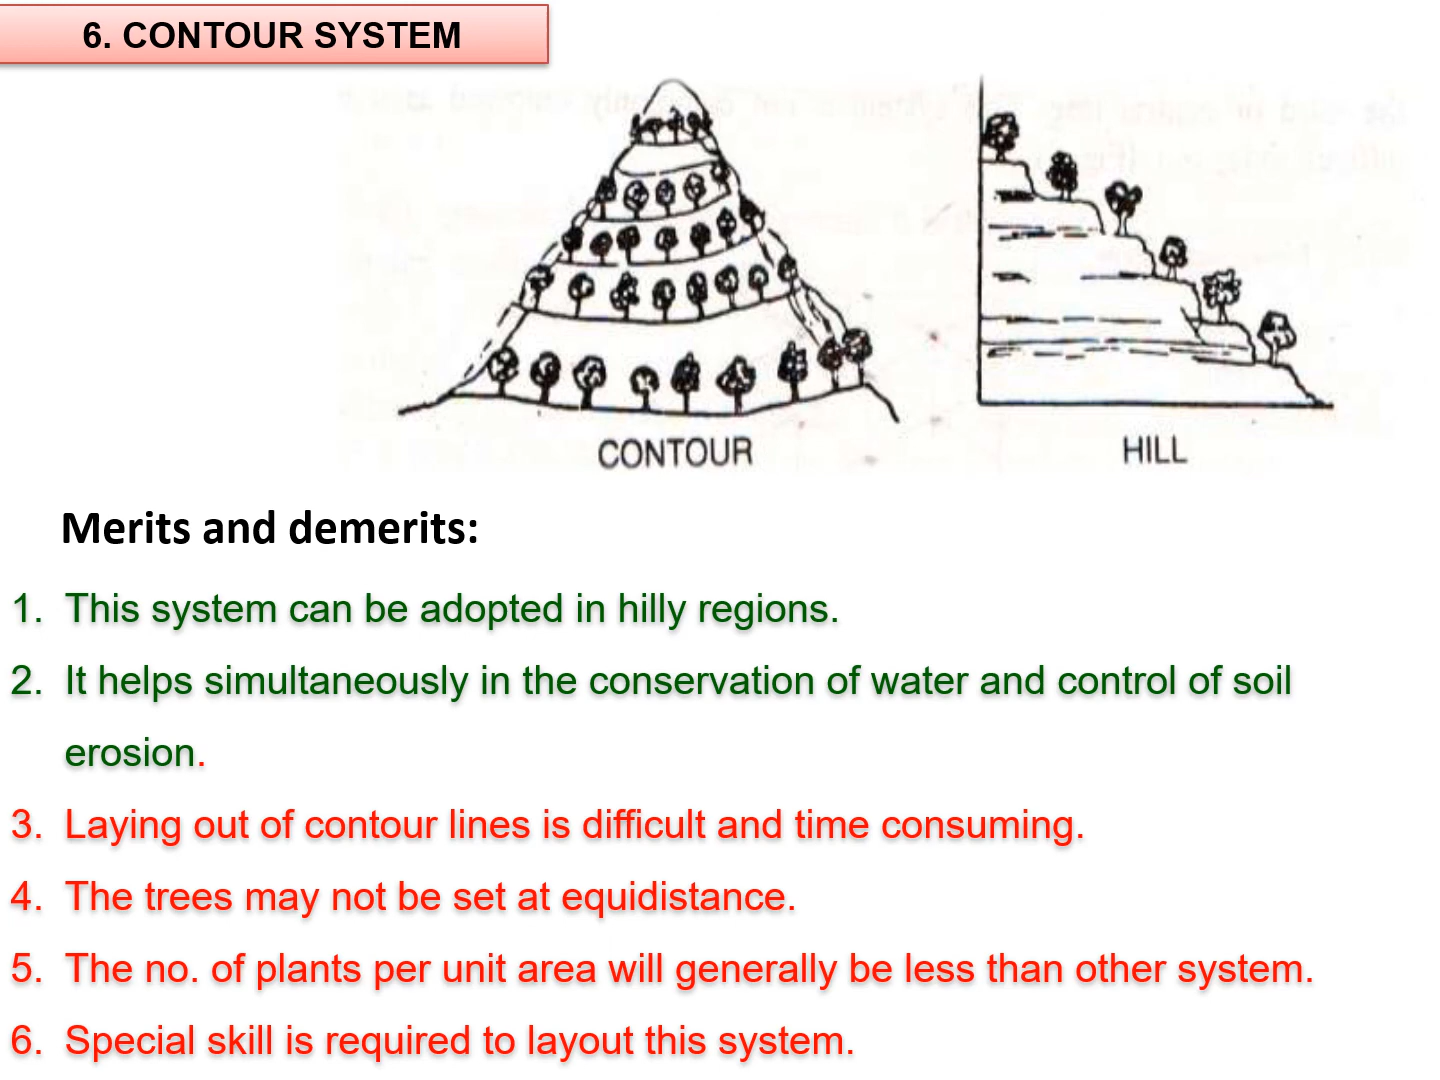 6. CONTOUR SYSTEM
CONTOUR
HILL
Merits and demerits:
1. This system can be adopted in hilly regions.
2. It helps simultaneously in the conservation of water and control of soil
erosion.
3. Laying out of contour lines is difficult and time consuming.
4. The trees may not be set at equidistance.
5. The no. of plants per unit area will generally be less than other system.
6. Special skill is required to layout this system.